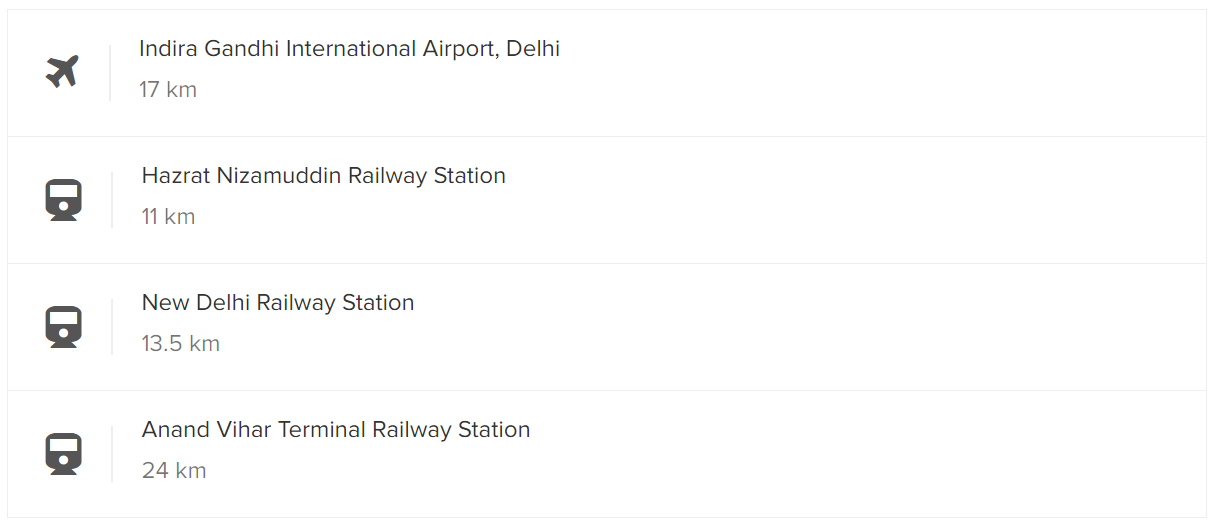 Indira Gandhi International Airport, Delhi
17 km
Hazrat Nizamuddin Railway Station
11 km
New Delhi Railway Station
13.5 km
Anand Vihar Terminal Railway Station
24 km